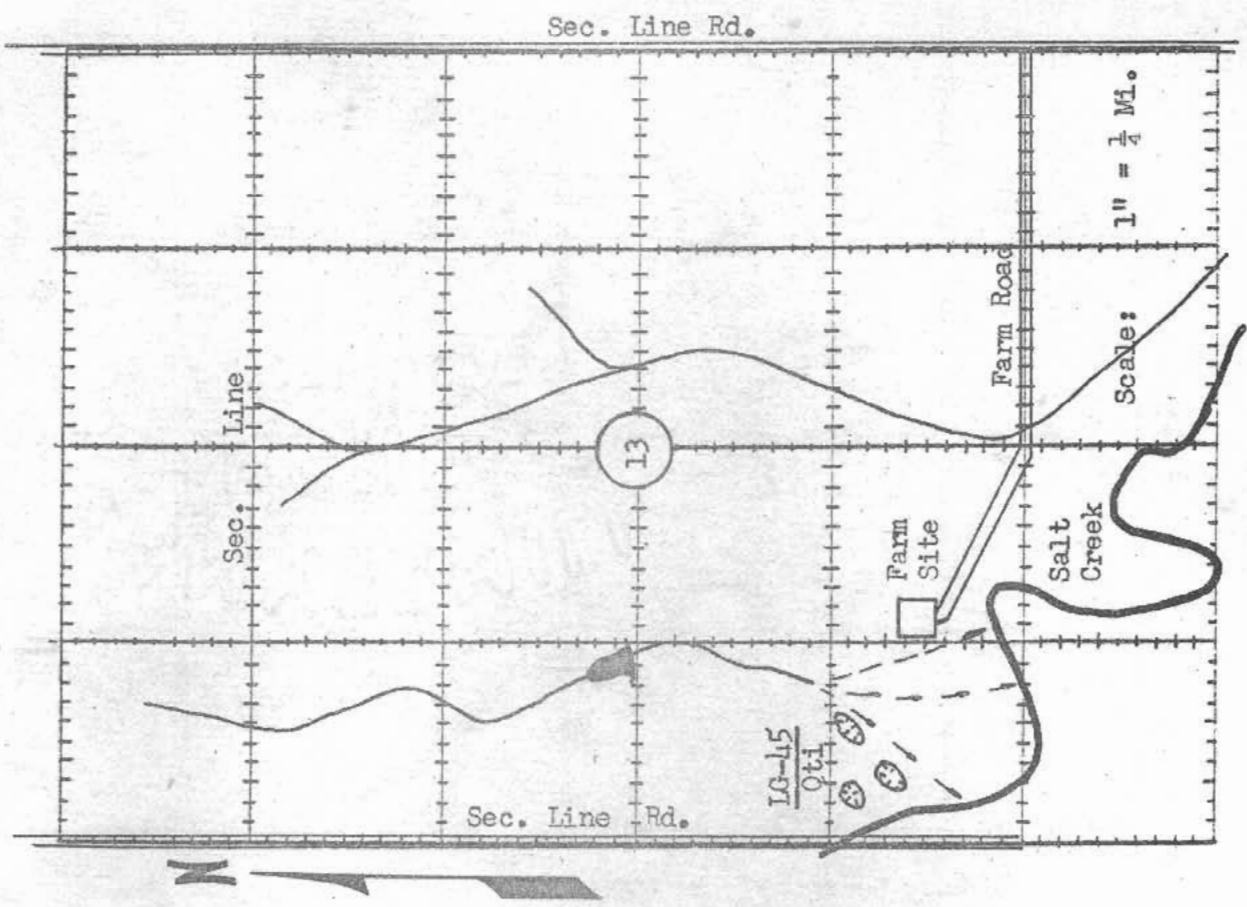 Sec. Line Rd.
Sec. Line
13
Farm Road
Scale: 1" = ¼ Mi.
Farm
Site
Salt
Creek
LG-45
Qti
Sec. Line Rd.
N